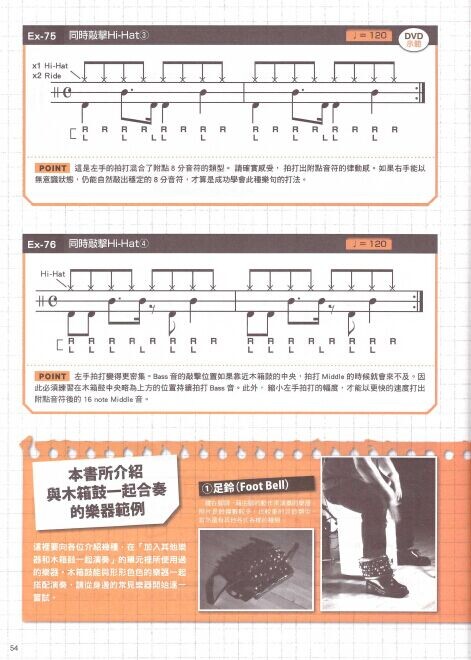 Ex-75 同時敲擊Hi-Hat③ ♩= 120 DVD 示範
x1 Hi-Hat
x2 Ride
R R R R R R R R R R R R R R R R
L L L L L L L L
POINT 這是左手的拍打混合了附點 8 分音符的類型。請確實感受，拍打出附點音符的律動感。如果右手能以
無意識狀態，仍能自然敲出穩定的 8 分音符，才算是成功學會此種樂句的打法。
Ex-76 同時敲擊Hi-Hat④ ♩= 120
Hi-Hat
R R R R R R R R R R R R R R R R
POINT 左手拍打變得更密集。Bass 音的敲擊位置如果靠近木箱鼓的中央，拍打 Middle 的時候就會來不及。因
此必須練習在木箱鼓中央略為上方的位置持續拍打 Bass 音。此外，縮小左手拍打的幅度，才能以更快的速度打出
附點音符後的 16 note Middle 音。
本書所介紹
與木箱鼓一起合奏
的樂器範例
這裡要向各位介紹幾種，在「加入其他樂
器和木箱鼓一起演奏」的單元裡所使用過
的樂器。木箱鼓能與形形色色的樂器一起
搭配演奏，請從身邊的常見樂器開始逐一
嘗試。
①足鈴(Foot Bell)
54